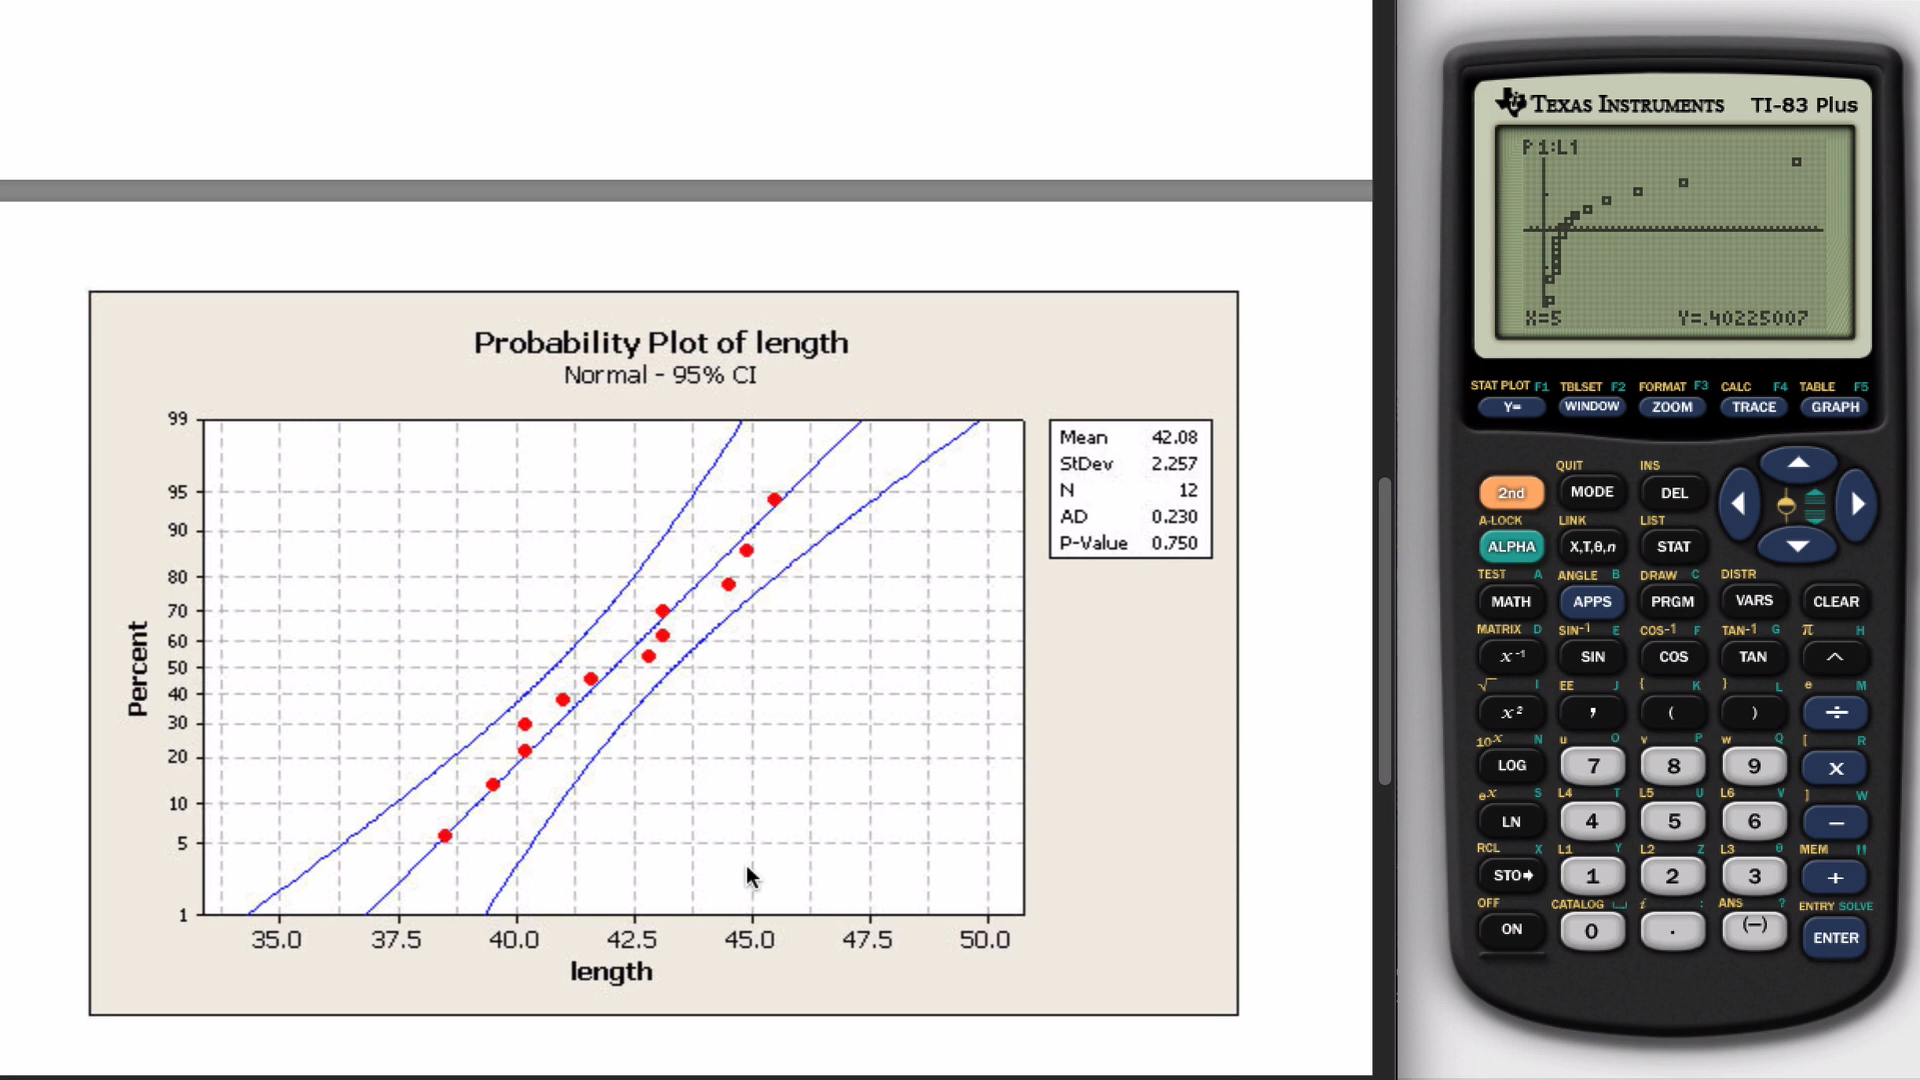 Probability Plot of length
Normal - 95% CI
Percent
99
95
90
80
70
60
50
40
30
20
10
5
1
35.0 37.5 40.0 42.5 45.0 47.5 50.0
length
Mean 42.08
StDev 2.257
N 12
AD 0.230
P-Value 0.750
TEXAS INSTRUMENTS TI-83 Plus
P1:L1
X=5 Y=.40225007
STAT PLOT F1 TBLSET F2 FORMAT F3 CALC F4 TABLE F5
Y= WINDOW ZOOM TRACE GRAPH
QUIT INS
2nd MODE DEL
A-LOCK LINK LIST
ALPHA X,T,θ,n STAT
TEST A ANGLE B DRAW C DISTR
MATH APPS PRGM VARS CLEAR
MATRIX D SIN⁻¹ E COS⁻¹ F TAN⁻¹ G π H
x⁻¹ SIN COS TAN ^
√ I EE J { K } L e M
x² , ( ) ÷
10ˣ N u O v P w Q [ R
LOG 7 8 9 x
eˣ S L4 T L5 U L6 V ] W
LN 4 5 6 −
RCL X L1 Y L2 Z L3 θ MEM "
STO➔ 1 2 3 +
OFF CATALOG ⎵ i : ANS ? ENTRY SOLVE
ON 0 . (−) ENTER